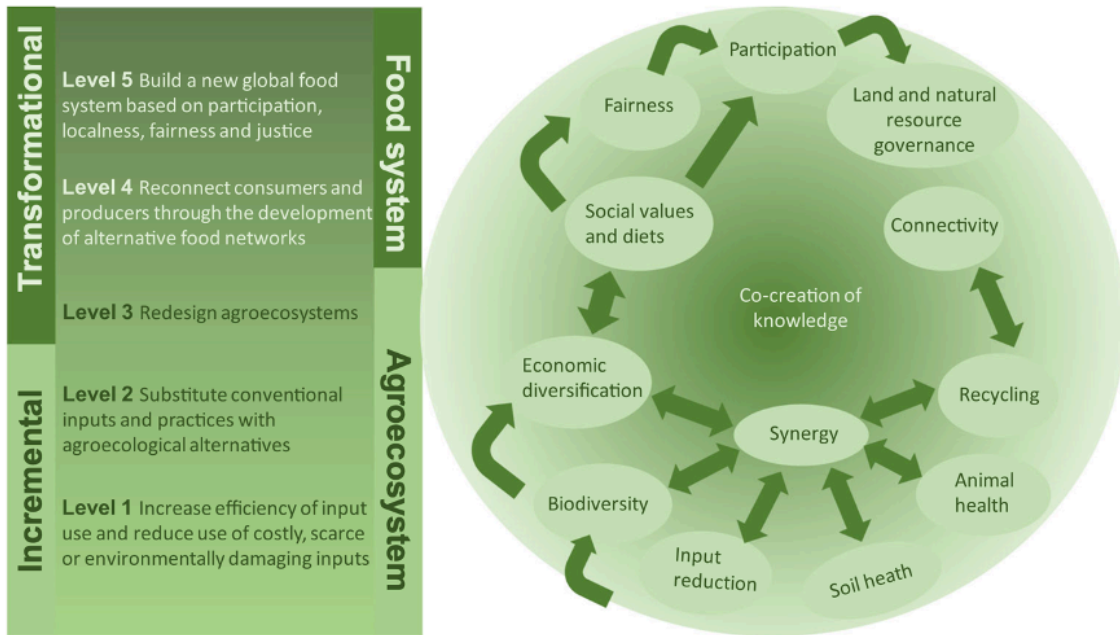 Transformational
Incremental
Level 5 Build a new global food
system based on participation,
localness, fairness and justice
Level 4 Reconnect consumers and
producers through the development
of alternative food networks
Level 3 Redesign agroecosystems
Level 2 Substitute conventional
inputs and practices with
agroecological alternatives
Level 1 Increase efficiency of input
use and reduce use of costly, scarce
or environmentally damaging inputs
Food system
Agroecosystem
Participation
Fairness
Land and natural
resource
governance
Social values
and diets
Connectivity
Co-creation of
knowledge
Economic
diversification
Recycling
Synergy
Animal
health
Biodiversity
Input
reduction
Soil heath